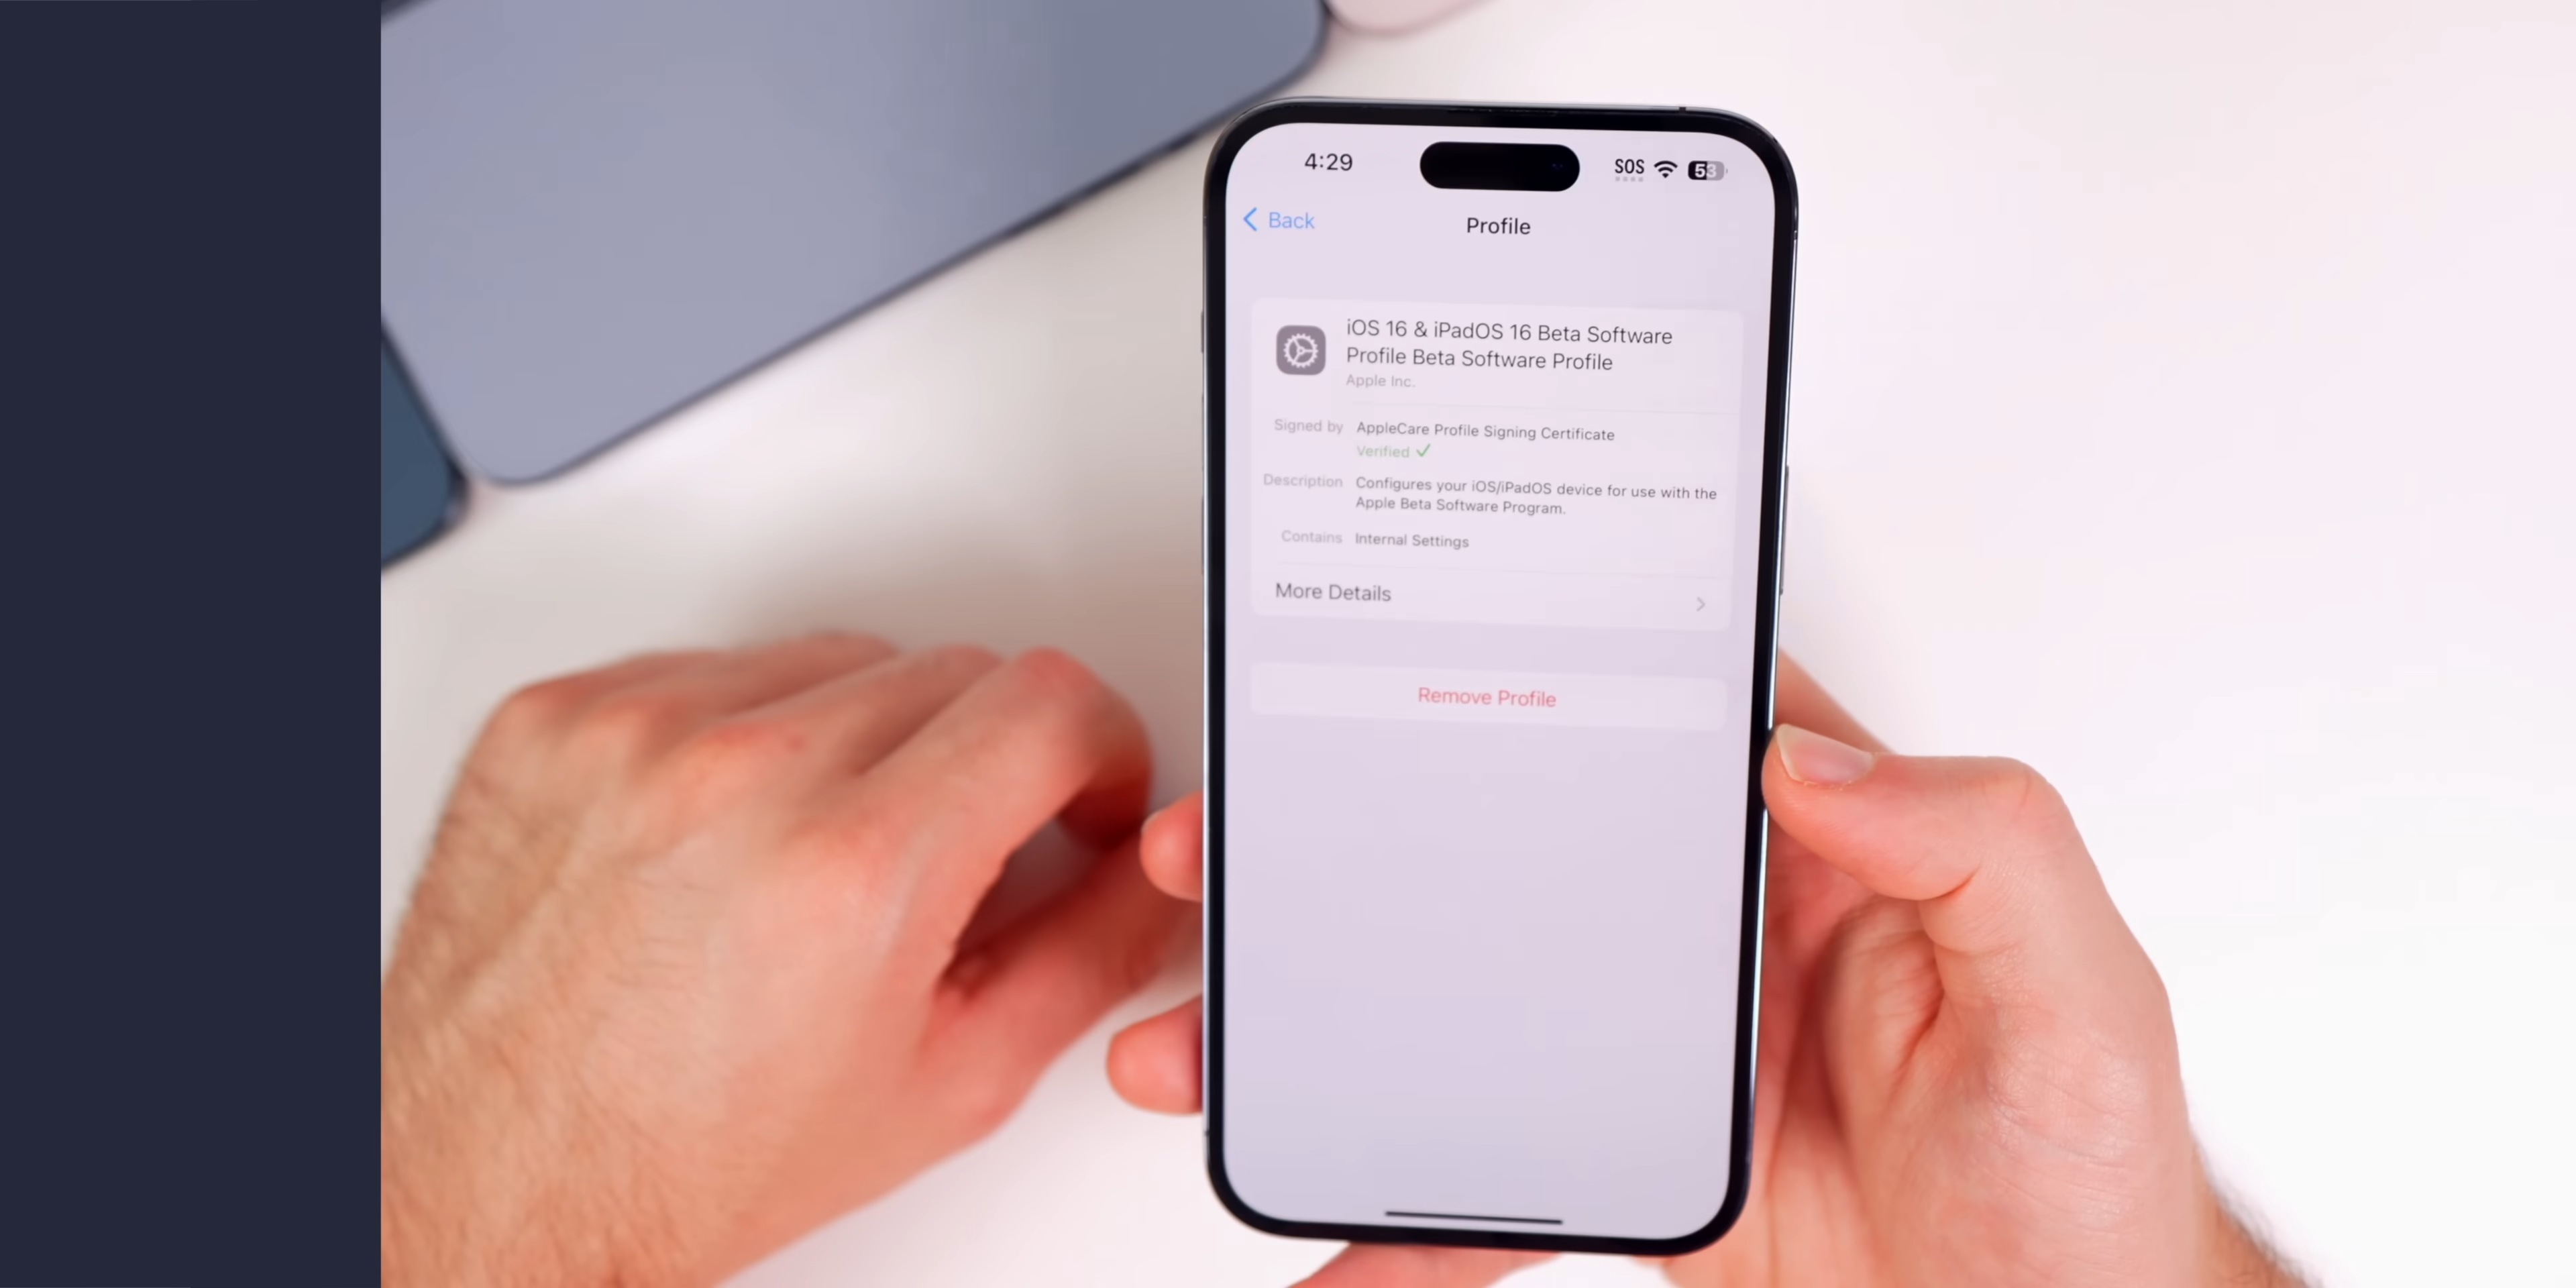 4:29
SOS
53
Back
Profile
iOS 16 & iPadOS 16 Beta Software
Profile Beta Software Profile
Apple Inc.
Signed by AppleCare Profile Signing Certificate
Verified ✓
Description Configures your iOS/iPadOS device for use with the
Apple Beta Software Program.
Contains Internal Settings
More Details
Remove Profile